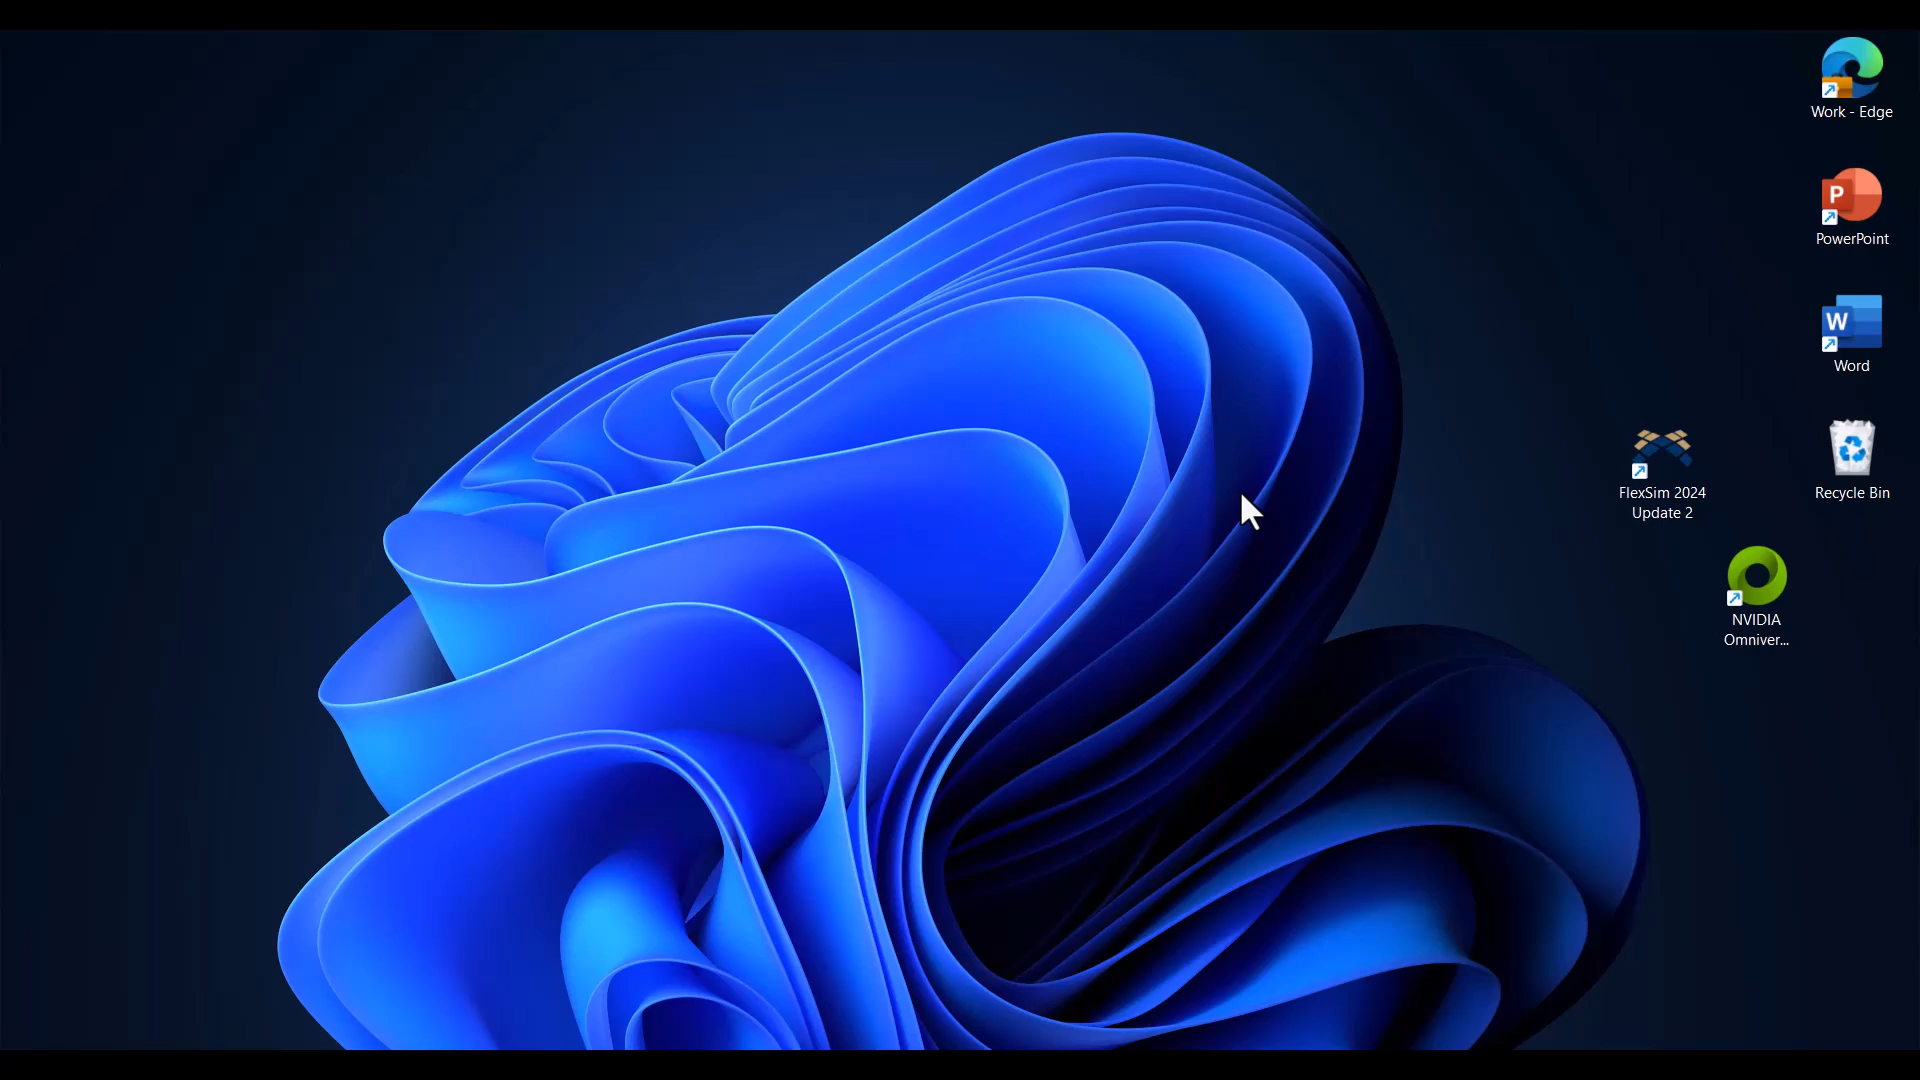 Work - Edge
PowerPoint
Word
FlexSim 2024
Update 2
Recycle Bin
NVIDIA
Omniver...